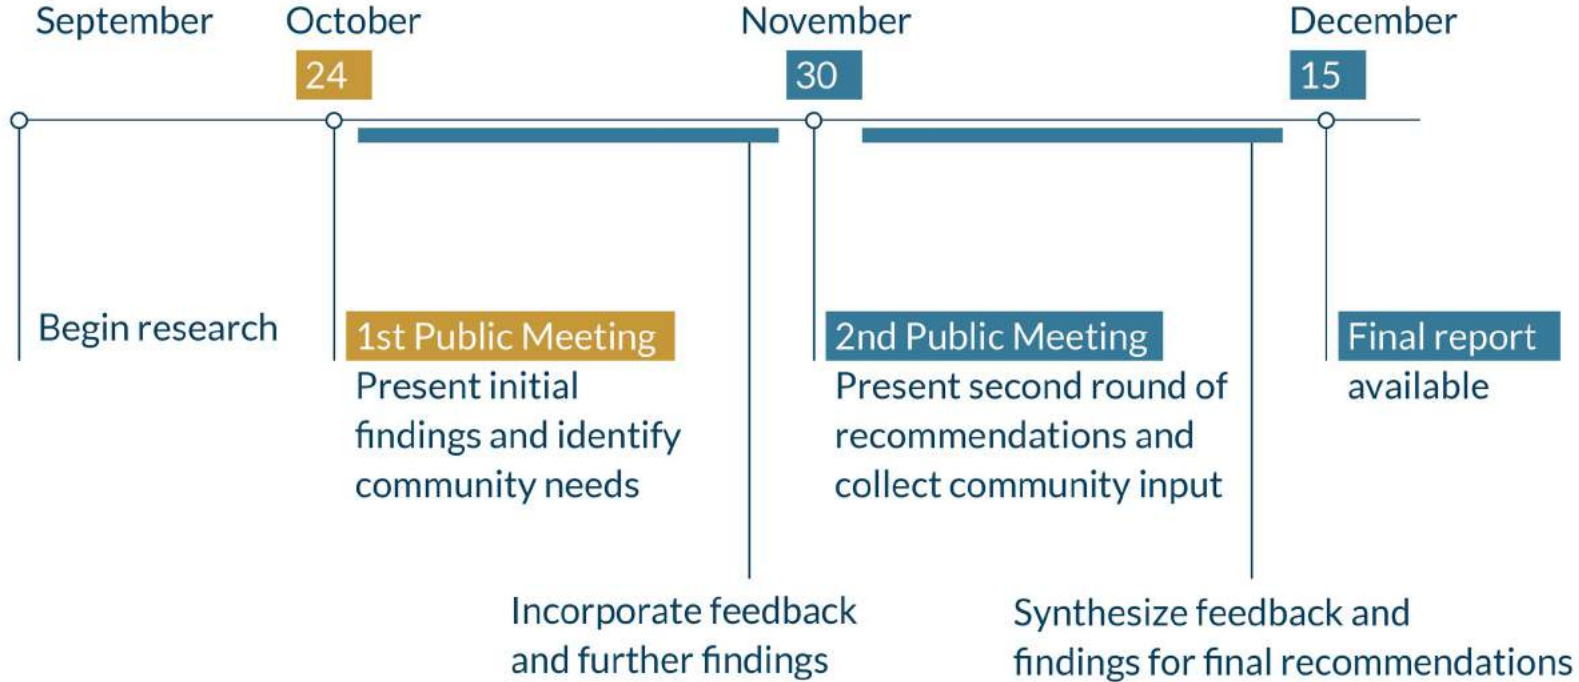 September
October
November
December
24
30
15
Begin research
1st Public Meeting
Present initial
findings and identify
community needs
2nd Public Meeting
Present second round of
recommendations and
collect community input
Final report
available
Incorporate feedback
and further findings
Synthesize feedback and
findings for final recommendations